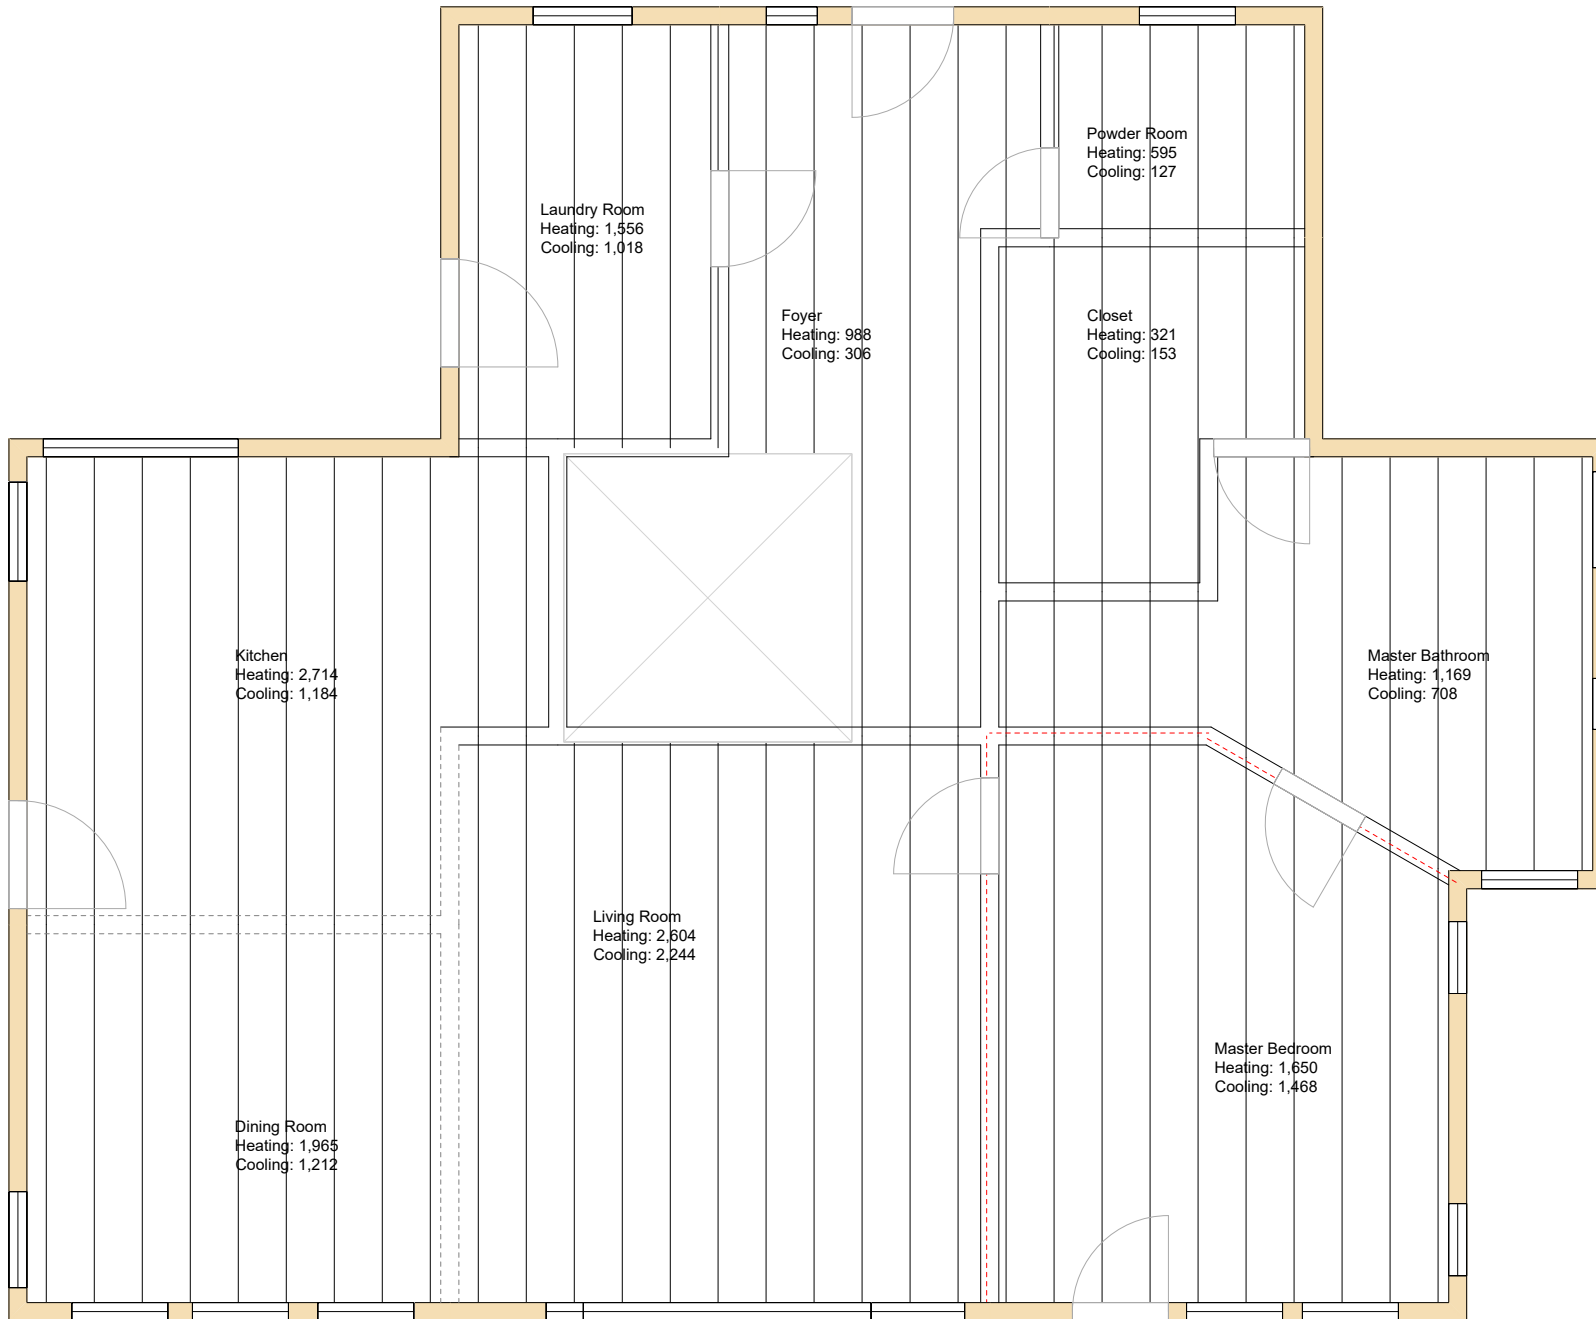 Powder Room
Heating: 595
Cooling: 127
Laundry Room
Heating: 1,556
Cooling: 1,018
Foyer
Heating: 988
Cooling: 306
Closet
Heating: 321
Cooling: 153
Kitchen
Heating: 2,714
Cooling: 1,184
Master Bathroom
Heating: 1,169
Cooling: 708
Living Room
Heating: 2,604
Cooling: 2,244
Master Bedroom
Heating: 1,650
Cooling: 1,468
Dining Room
Heating: 1,965
Cooling: 1,212